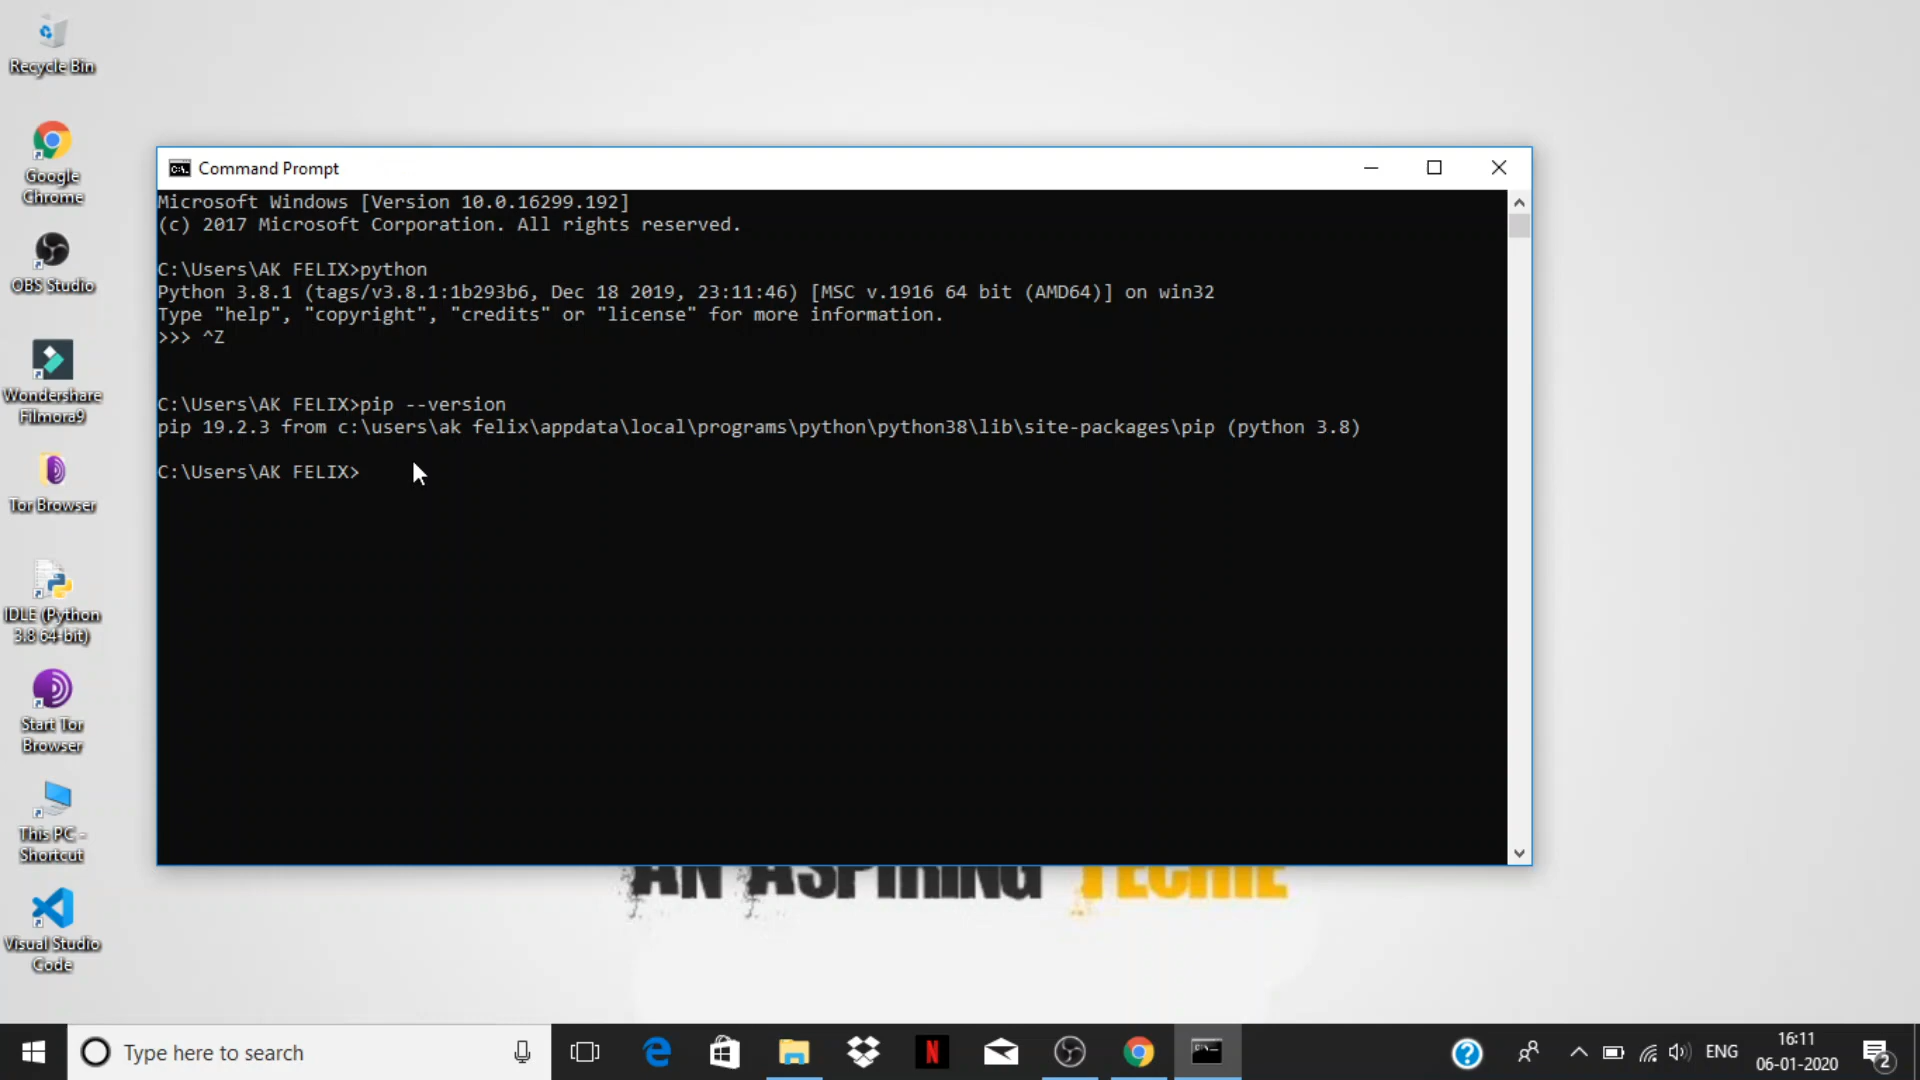 Recycle Bin
Google
Chrome
OBS Studio
Wondershare
Filmora9
Tor Browser
IDLE (Python
3.8 64-bit)
Start Tor
Browser
This PC -
Shortcut
Visual Studio
Code
Command Prompt
Microsoft Windows [Version 10.0.16299.192]
(c) 2017 Microsoft Corporation. All rights reserved.
C:\Users\AK FELIX>python
Python 3.8.1 (tags/v3.8.1:1b293b6, Dec 18 2019, 23:11:46) [MSC v.1916 64 bit (AMD64)] on win32
Type "help", "copyright", "credits" or "license" for more information.
>>> ^Z
C:\Users\AK FELIX>pip --version
pip 19.2.3 from c:\users\ak felix\appdata\local\programs\python\python38\lib\site-packages\pip (python 3.8)
C:\Users\AK FELIX>
AN ASPIRING TECHIE
Type here to search
ENG
16:11
06-01-2020
2